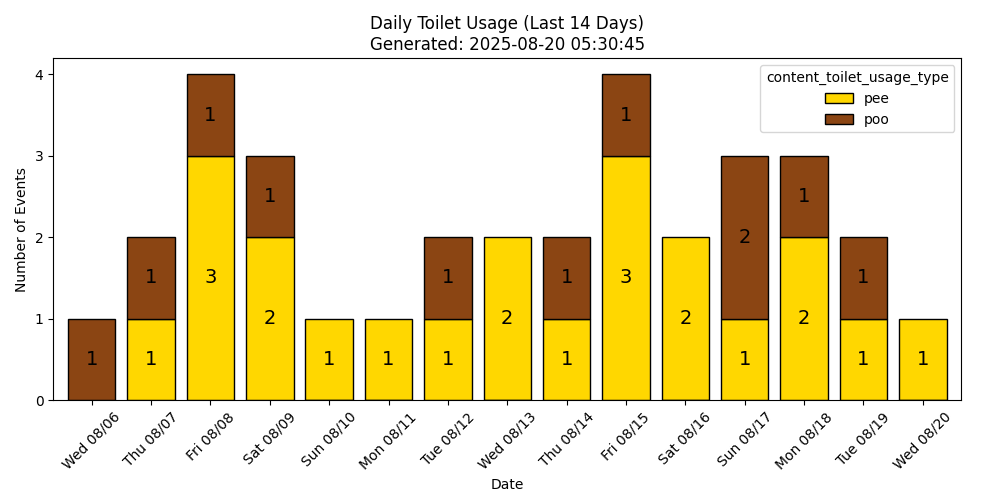 Daily Toilet Usage (Last 14 Days)
Generated: 2025-08-20 05:30:45
content_toilet_usage_type
pee
poo
Number of Events
4
3
2
1
0
1
1
1
3
1
2
1
1
1
1
1
2
1
1
3
1
2
1
2
2
1
1
1
1
Wed 08/06
Thu 08/07
Fri 08/08
Sat 08/09
Sun 08/10
Mon 08/11
Tue 08/12
Wed 08/13
Thu 08/14
Fri 08/15
Sat 08/16
Sun 08/17
Mon 08/18
Tue 08/19
Wed 08/20
Date